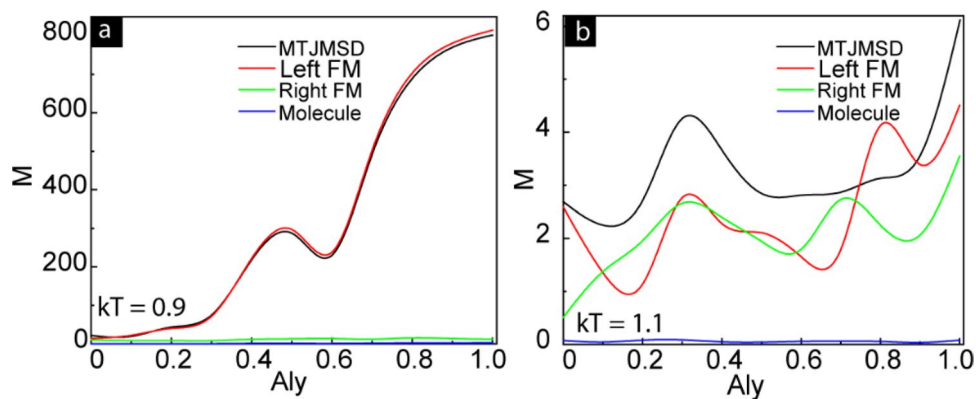 a
MTJMSD
Left FM
Right FM
Molecule
kT = 0.9
M
800
600
400
200
0
0.0 0.2 0.4 0.6 0.8 1.0
Aly
b
MTJMSD
Left FM
Right FM
Molecule
kT = 1.1
M
6
4
2
0
0.0 0.2 0.4 0.6 0.8 1.0
Aly